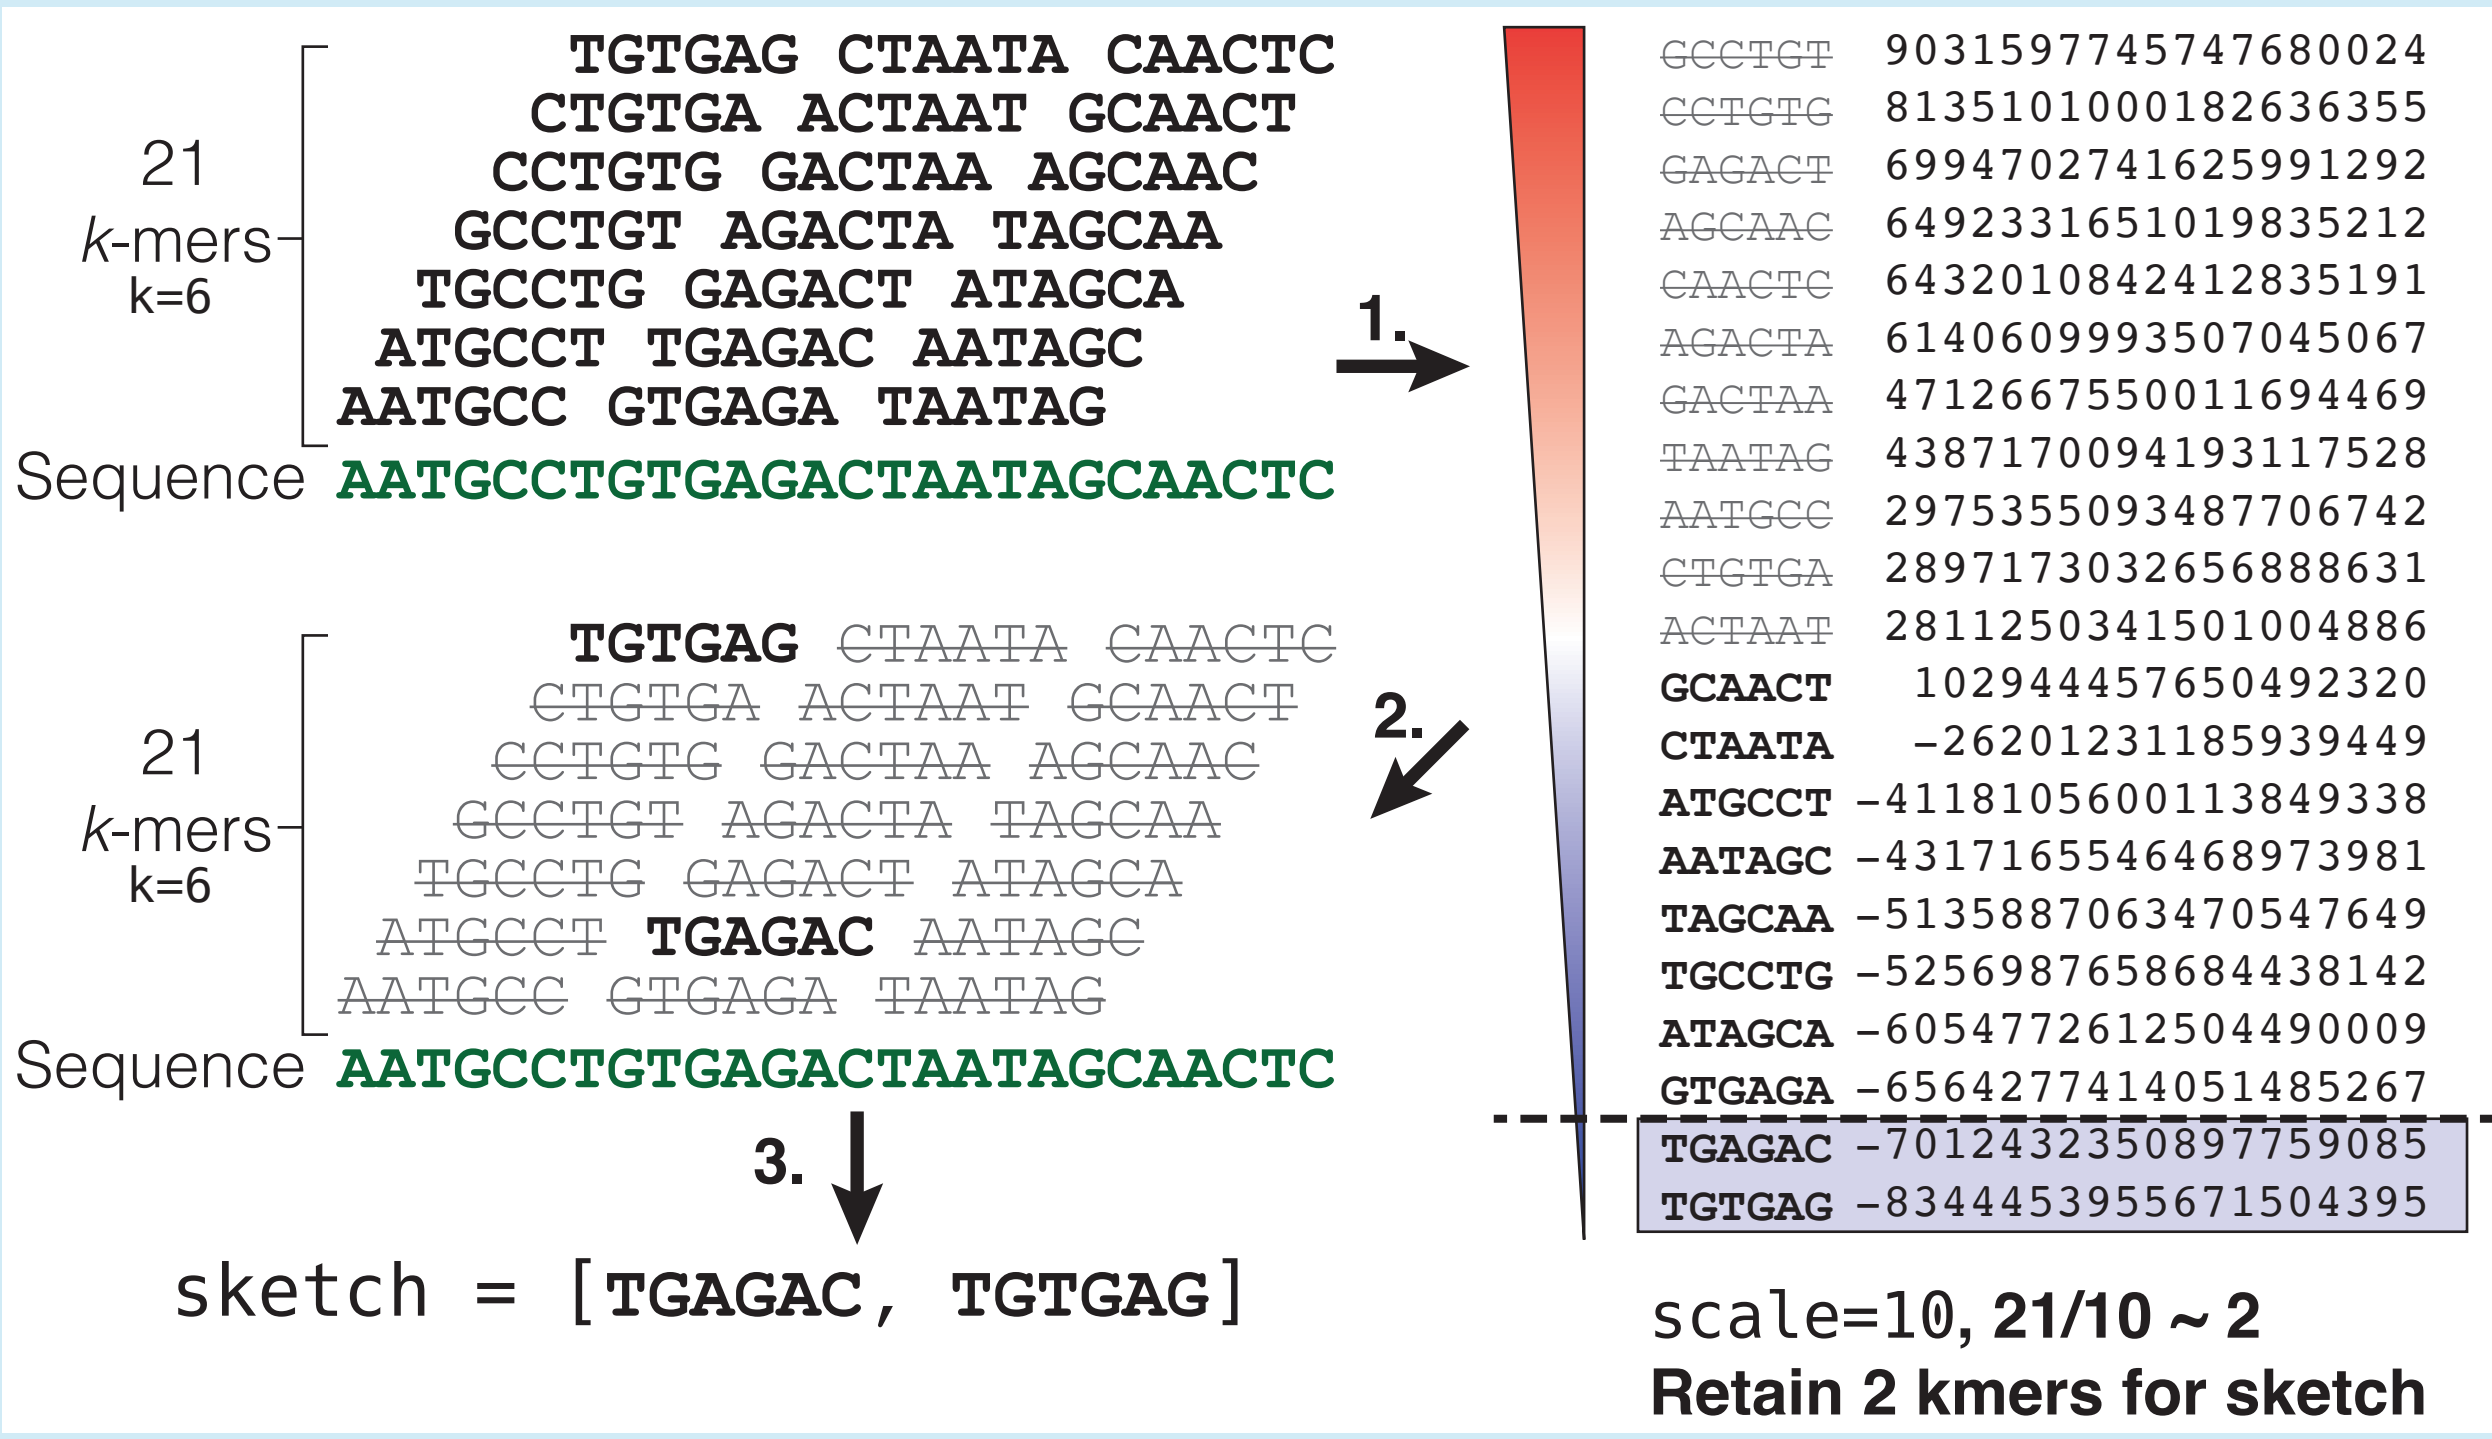 TGTGAG CTAATA CAACTC
CTGTGA ACTAAT GCAACT
CCTGTG GACTAA AGCAAC
GCCTGT AGACTA TAGCAA
TGCCTG GAGACT ATAGCA
ATGCCT TGAGAC AATAGC
AATGCC GTGAGA TAATAG
21
k-mers
k=6
Sequence AATGCCTGTGAGACTAATAGCAACTC
1.
GCCTGT 9031597745747680024
CCTGTG 8135101000182636355
GAGACT 6994702741625991292
AGCAAC 6492331651019835212
CAACTC 6432010842412835191
AGACTA 6140609993507045067
GACTAA 4712667550011694469
TAATAG 4387170094193117528
AATGCC 2975355093487706742
CTGTGA 2897173032656888631
ACTAAT 2811250341501004886
GCAACT 102944457650492320
CTAATA -26201231185939449
ATGCCT -4118105600113849338
AATAGC -4317165546468973981
TAGCAA -5135887063470547649
TGCCTG -5256987658684438142
ATAGCA -6054772612504490009
GTGAGA -6564277414051485267
TGAGAC -7012432350897759085
TGTGAG -8344453955671504395
scale=10, 21/10 ~ 2
Retain 2 kmers for sketch
2.
TGTGAG CTAATA CAACTC
CTGTGA ACTAAT GCAACT
CCTGTG GACTAA AGCAAC
GCCTGT AGACTA TAGCAA
TGCCTG GAGACT ATAGCA
ATGCCT TGAGAC AATAGC
AATGCC GTGAGA TAATAG
21
k-mers
k=6
Sequence AATGCCTGTGAGACTAATAGCAACTC
3.
sketch = [TGAGAC, TGTGAG]